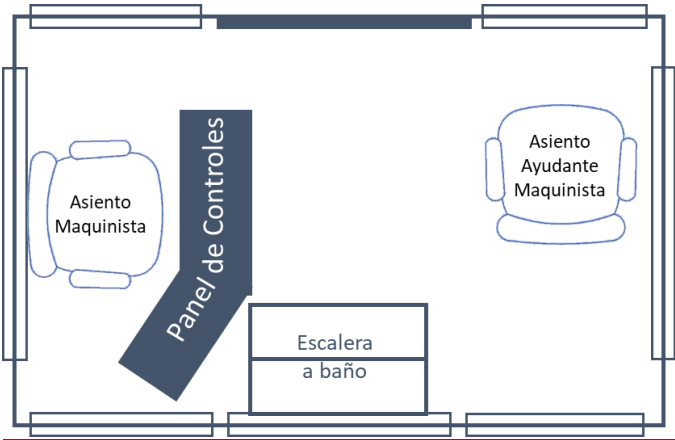 Asiento
Maquinista
Panel de Controles
Asiento
Ayudante
Maquinista
Escalera
a baño